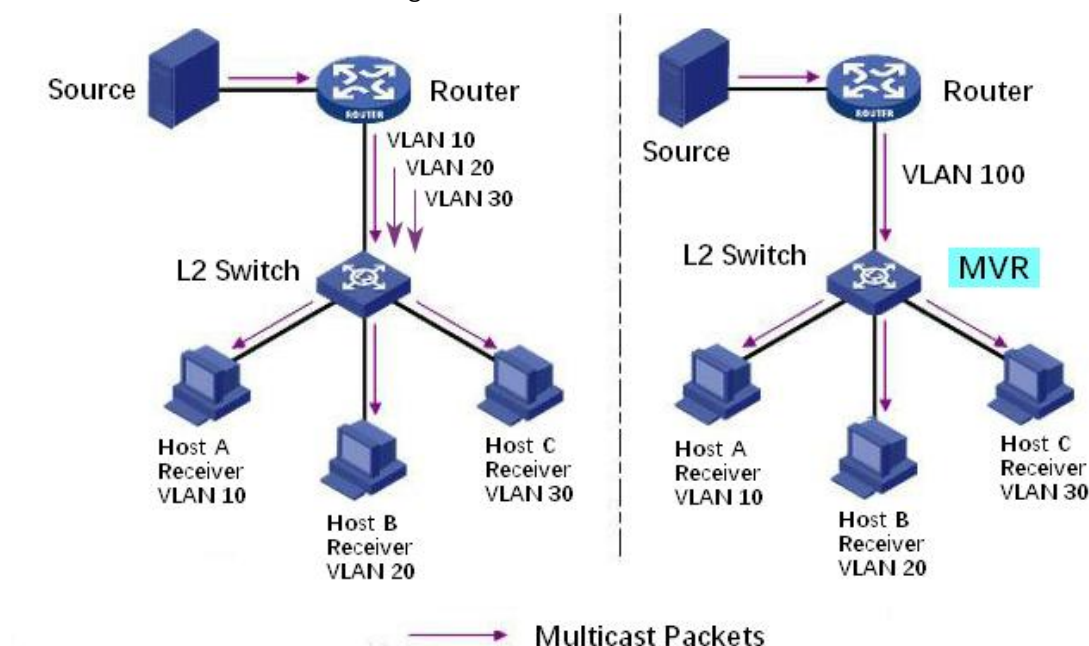 Source
Router
ROUTER
VLAN 10
VLAN 20
VLAN 30
L2 Switch
Host A
Receiver
VLAN 10
Host B
Receiver
VLAN 20
Host C
Receiver
VLAN 30
Source
Router
ROUTER
VLAN 100
L2 Switch
MVR
Host A
Receiver
VLAN 10
Host B
Receiver
VLAN 20
Host C
Receiver
VLAN 30
Multicast Packets